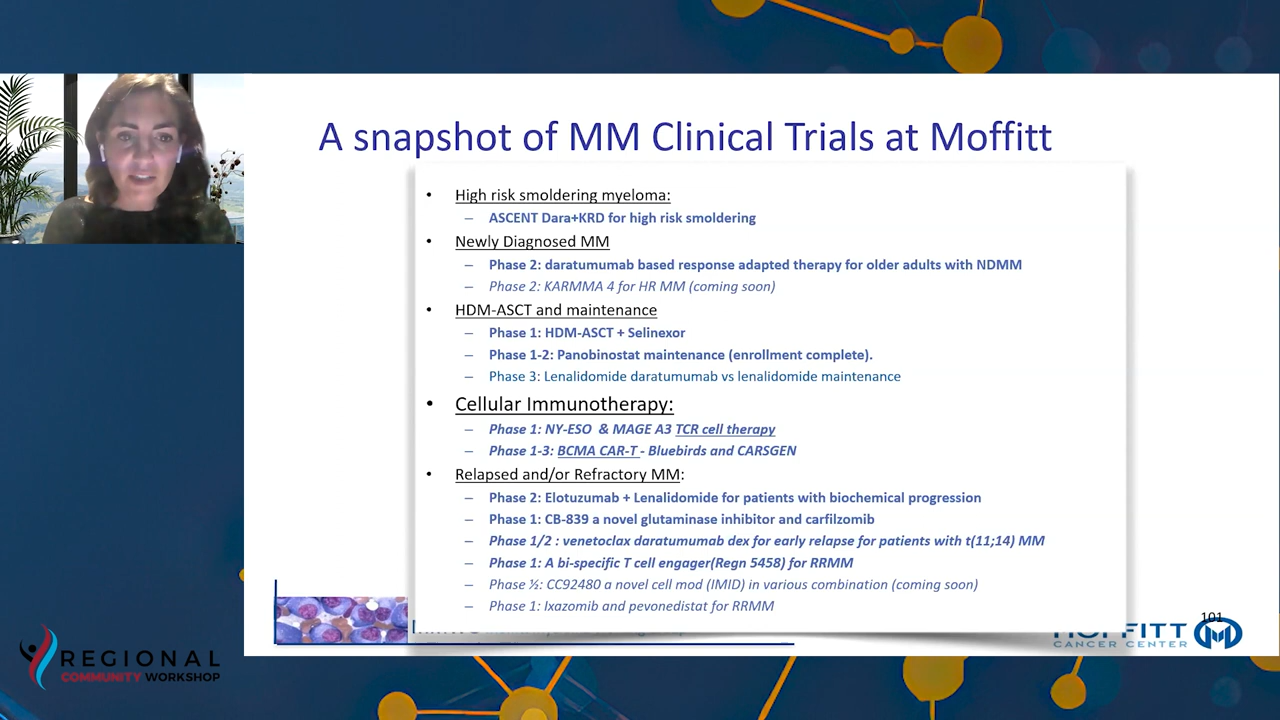 A snapshot of MM Clinical Trials at Moffitt
• High risk smoldering myeloma:
– ASCENT Dara+KRD for high risk smoldering
• Newly Diagnosed MM
– Phase 2: daratumumab based response adapted therapy for older adults with NDMM
– Phase 2: KARMMA 4 for HR MM (coming soon)
• HDM-ASCT and maintenance
– Phase 1: HDM-ASCT + Selinexor
– Phase 1-2: Panobinostat maintenance (enrollment complete).
– Phase 3: Lenalidomide daratumumab vs lenalidomide maintenance
• Cellular Immunotherapy:
– Phase 1: NY-ESO & MAGE A3 TCR cell therapy
– Phase 1-3: BCMA CAR-T - Bluebirds and CARSGEN
• Relapsed and/or Refractory MM:
– Phase 2: Elotuzumab + Lenalidomide for patients with biochemical progression
– Phase 1: CB-839 a novel glutaminase inhibitor and carfilzomib
– Phase 1/2 : venetoclax daratumumab dex for early relapse for patients with t(11;14) MM
– Phase 1: A bi-specific T cell engager(Regn 5458) for RRMM
– Phase ½: CC92480 a novel cell mod (IMID) in various combination (coming soon)
– Phase 1: Ixazomib and pevonedistat for RRMM
101
MOFFITT
CANCER CENTER
REGIONAL
COMMUNITY WORKSHOP